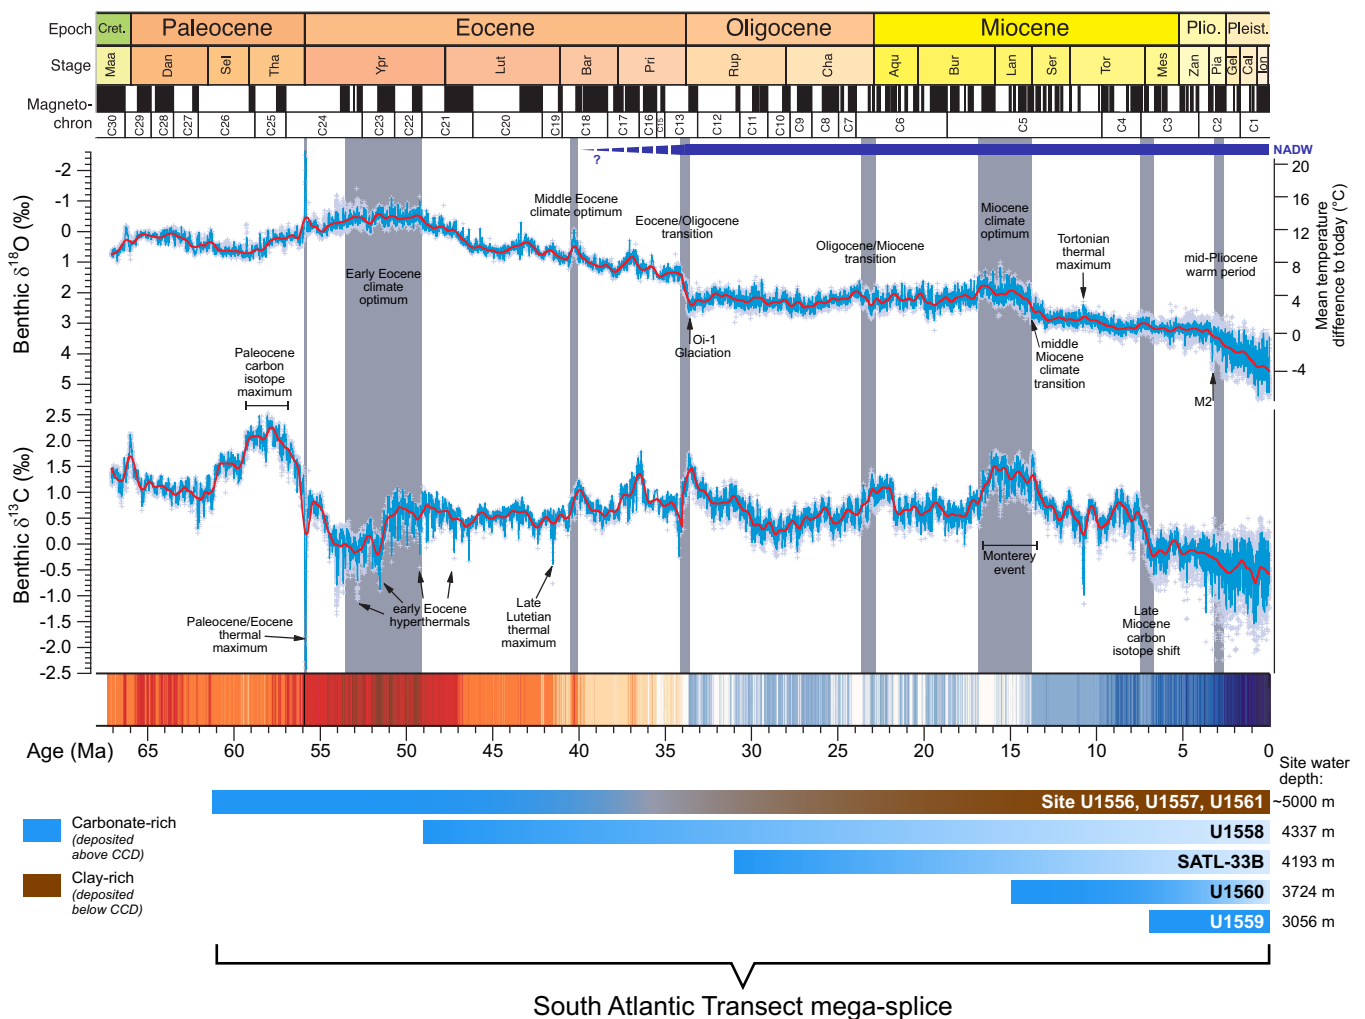 Epoch Cret. Paleocene Eocene Oligocene Miocene Plio. Pleist.
Stage Maa Dan Sel Tha Ypr Lut Bar Pri Rup Cha Aqu Bur Lan Ser Tor Mes Zan Pia Gel Cal Ion
Magneto-
chron C30 C29 C28 C27 C26 C25 C24 C23 C22 C21 C20 C19 C18 C17 C16 C15 C13 C12 C11 C10 C9 C8 C7 C6 C5 C4 C3 C2 C1
NADW
?
Benthic δ18O (‰)
-2
-1
0
1
2
3
4
5
Mean temperature
difference to today (°C)
20
16
12
8
4
0
-4
Early Eocene
climate
optimum
Middle Eocene
climate optimum
Eocene/Oligocene
transition
Oi-1
Glaciation
Oligocene/Miocene
transition
Miocene
climate
optimum
middle
Miocene
climate
transition
Tortonian
thermal
maximum
mid-Pliocene
warm period
M2
Paleocene
carbon
isotope
maximum
Benthic δ13C (‰)
2.5
2.0
1.5
1.0
0.5
0.0
-0.5
-1.0
-1.5
-2.0
-2.5
Paleocene/Eocene
thermal
maximum
early Eocene
hyperthermals
Late
Lutetian
thermal
maximum
Monterey
event
Late
Miocene
carbon
isotope shift
Age (Ma) 65 60 55 50 45 40 35 30 25 20 15 10 5 0
Site water
depth:
Site U1556, U1557, U1561 ~5000 m
U1558 4337 m
SATL-33B 4193 m
U1560 3724 m
U1559 3056 m
Carbonate-rich
(deposited
above CCD)
Clay-rich
(deposited
below CCD)
South Atlantic Transect mega-splice